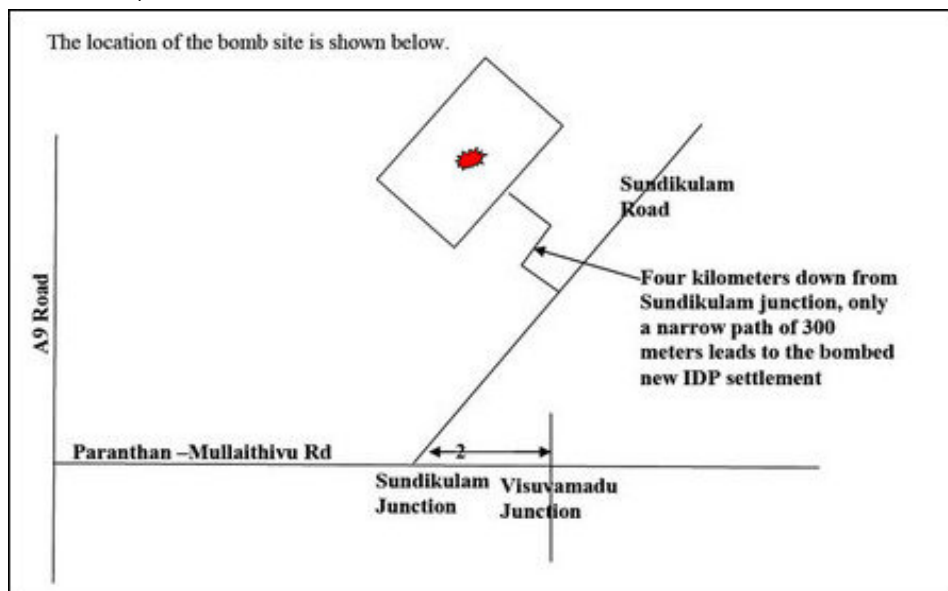 The location of the bomb site is shown below.
Sundikulam
Road
A9 Road
Four kilometers down from
Sundikulam junction, only
a narrow path of 300
meters leads to the bombed
new IDP settlement
Paranthan –Mullaithivu Rd
2
Sundikulam
Junction
Visuvamadu
Junction